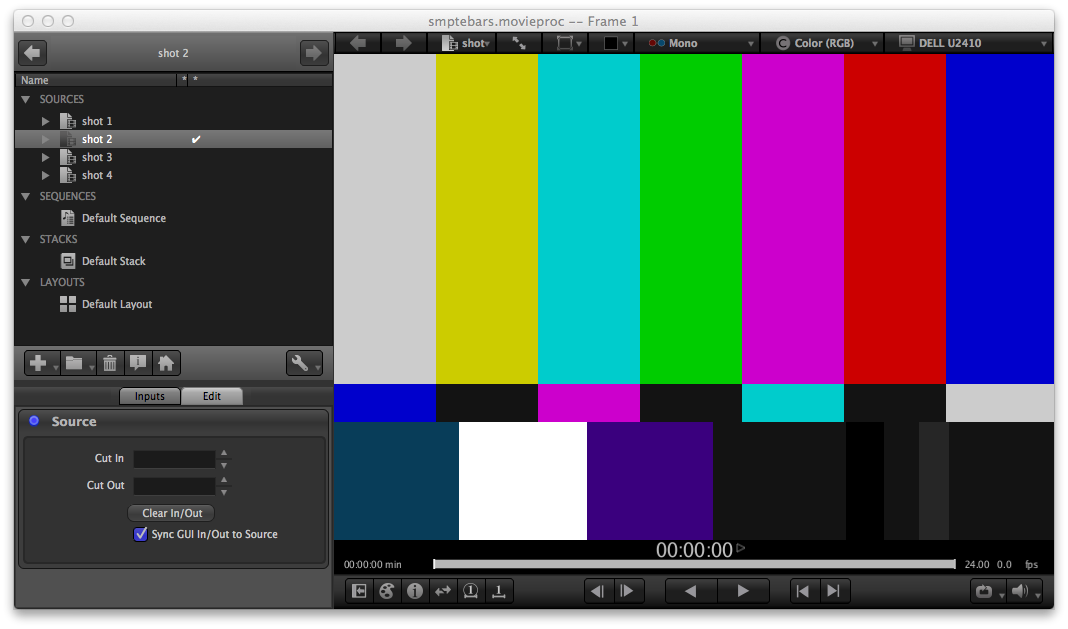 smptebars.movieproc -- Frame 1
shot 2
shot
Mono
Color (RGB)
DELL U2410
Name * *
SOURCES
shot 1
shot 2
shot 3
shot 4
SEQUENCES
Default Sequence
STACKS
Default Stack
LAYOUTS
Default Layout
Inputs
Edit
Source
Cut In
Cut Out
Clear In/Out
Sync GUI In/Out to Source
00:00:00
00:00:00 min
24.00 0.0 fps
1
1